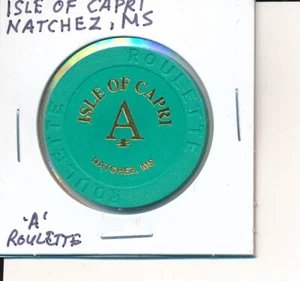 ISLE OF CAPRI
NATCHEZ, MS
ROULETTE
ROULETTE
ISLE OF CAPRI
A
NATCHEZ, MS
'A'
ROULETTE